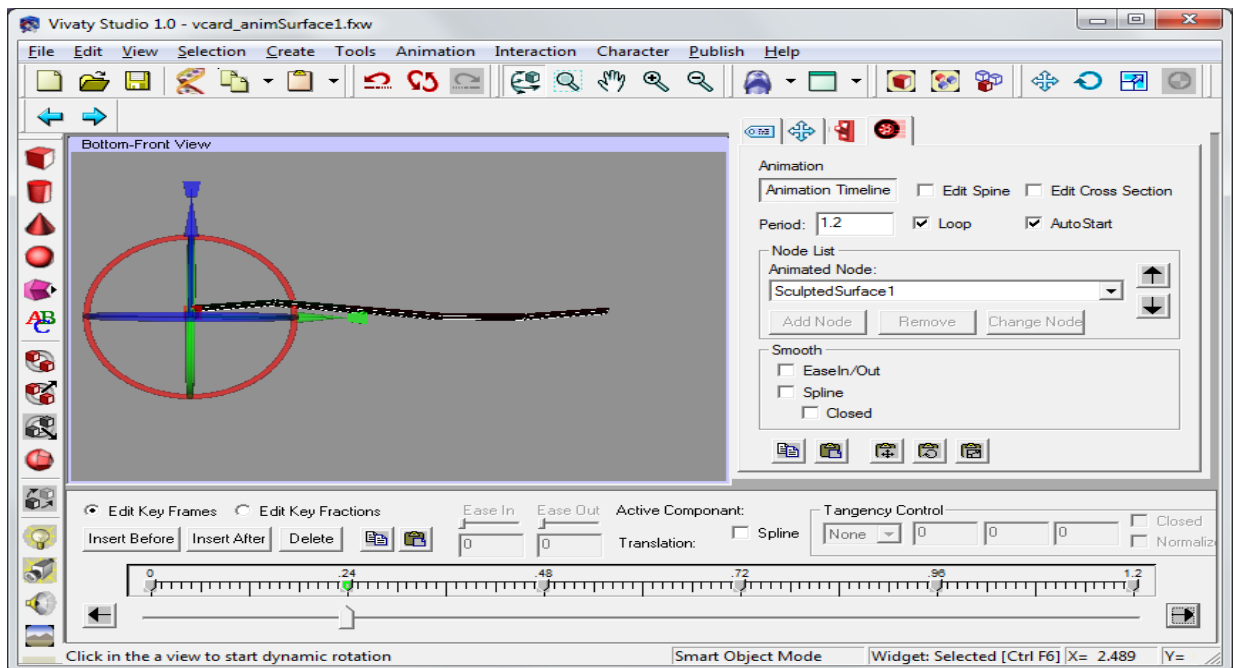 Vivaty Studio 1.0 - vcard_animSurface1.fxw
File Edit View Selection Create Tools Animation Interaction Character Publish Help
Bottom-Front View
Animation
Animation Timeline Edit Spine Edit Cross Section
Period: 1.2 Loop AutoStart
Node List
Animated Node:
SculptedSurface1
Add Node Remove Change Node
Smooth
EaseIn/Out
Spline
Closed
ABC
Edit Key Frames Edit Key Fractions Ease In Ease Out Active Componant: Tangency Control
Insert Before Insert After Delete 0 0 Translation: Spline None 0 0 0 Closed
Normalize
0 .24 .48 .72 .96 1.2
Click in the a view to start dynamic rotation Smart Object Mode Widget: Selected [Ctrl F6] X= 2.489 Y=